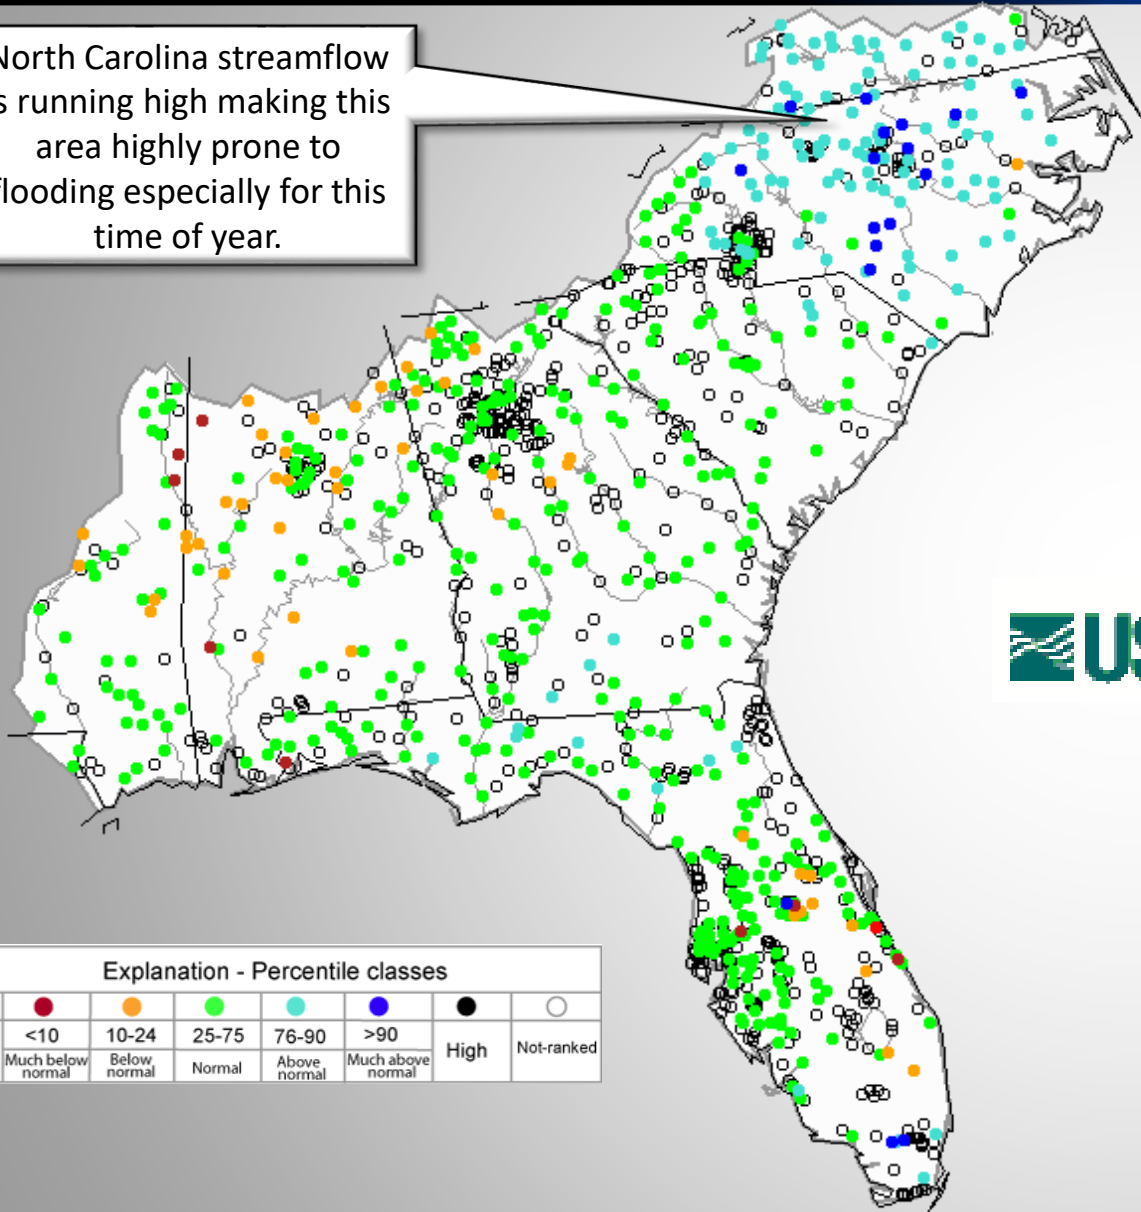 North Carolina streamflow
s running high making this
area highly prone to
flooding especially for this
time of year.
US
Explanation - Percentile classes
<10 10-24 25-75 76-90 >90 High Not-ranked
Much below normal Below normal Normal Above normal Much above normal